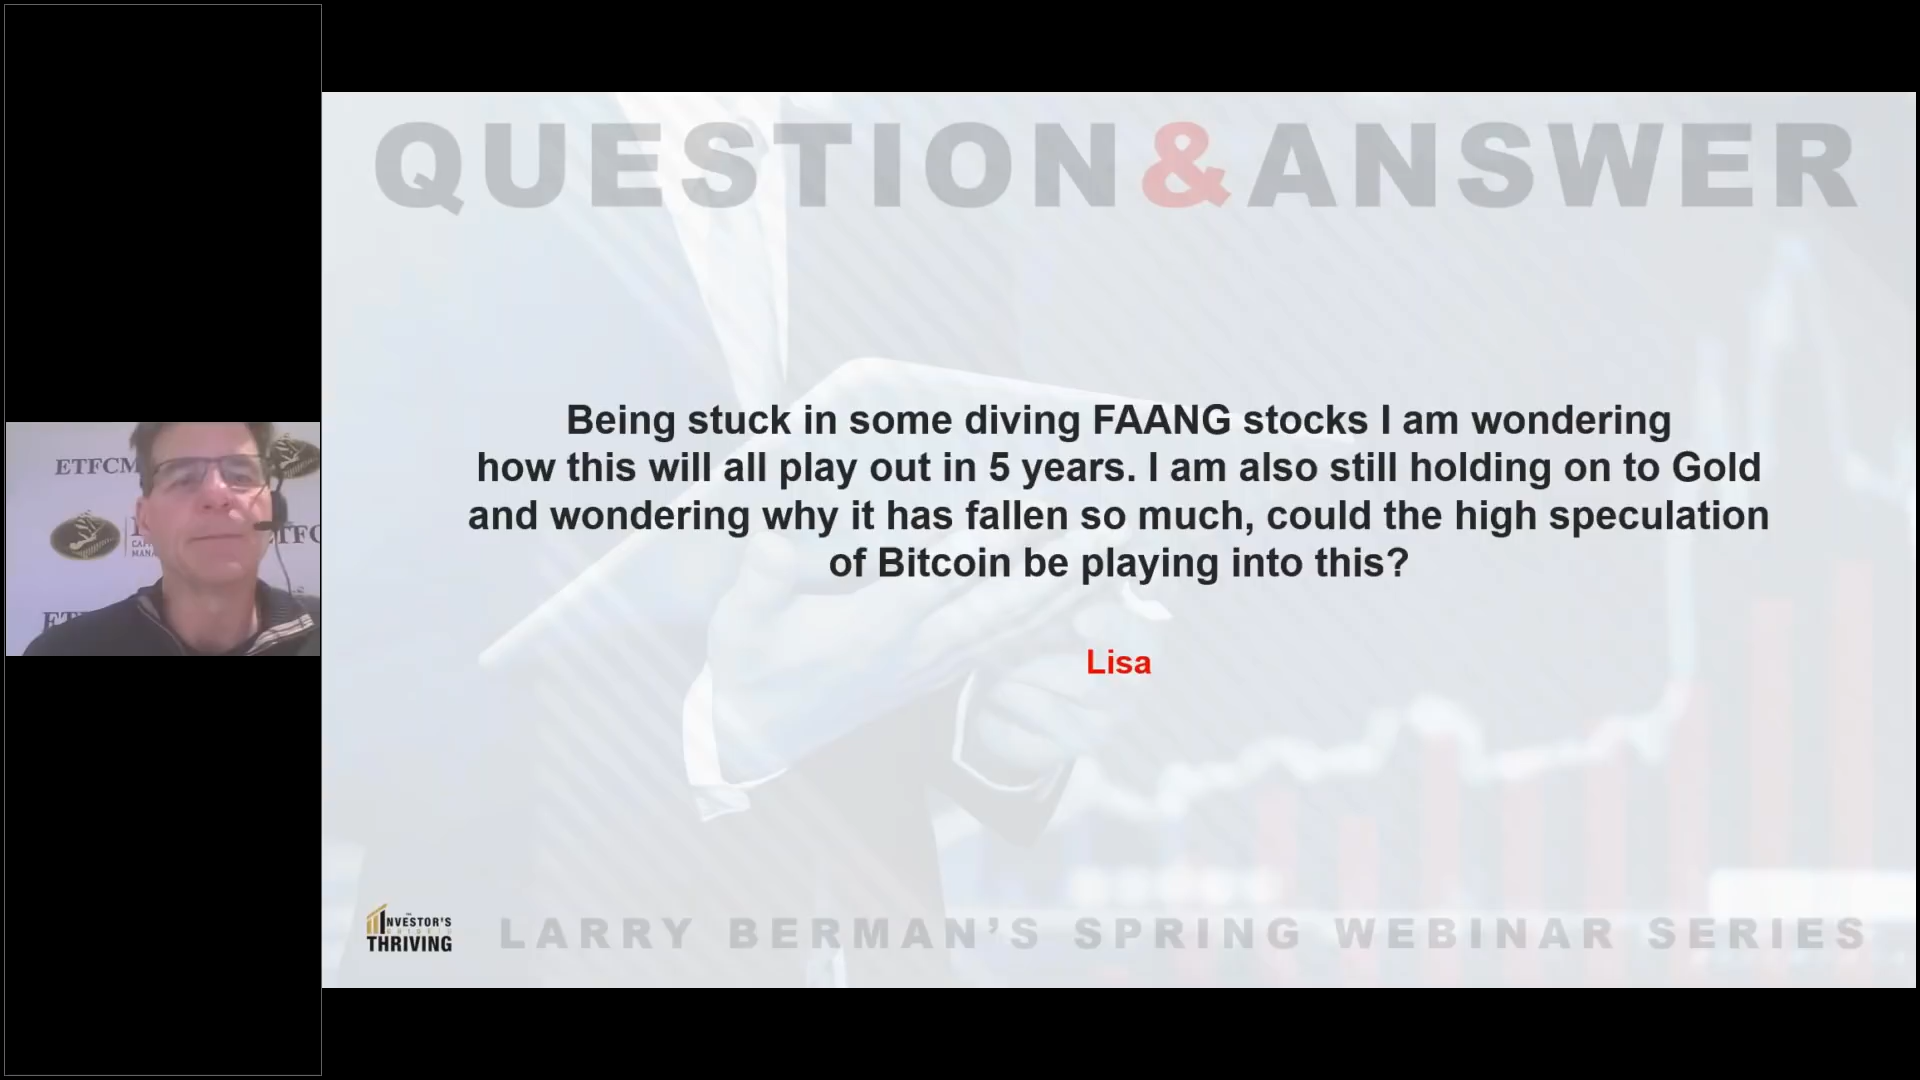 QUESTION&ANSWER
Being stuck in some diving FAANG stocks I am wondering
how this will all play out in 5 years. I am also still holding on to Gold
and wondering why it has fallen so much, could the high speculation
of Bitcoin be playing into this?
Lisa
ETFCM
INVESTOR'S
THRIVING
LARRY BERMAN'S SPRING WEBINAR SERIES